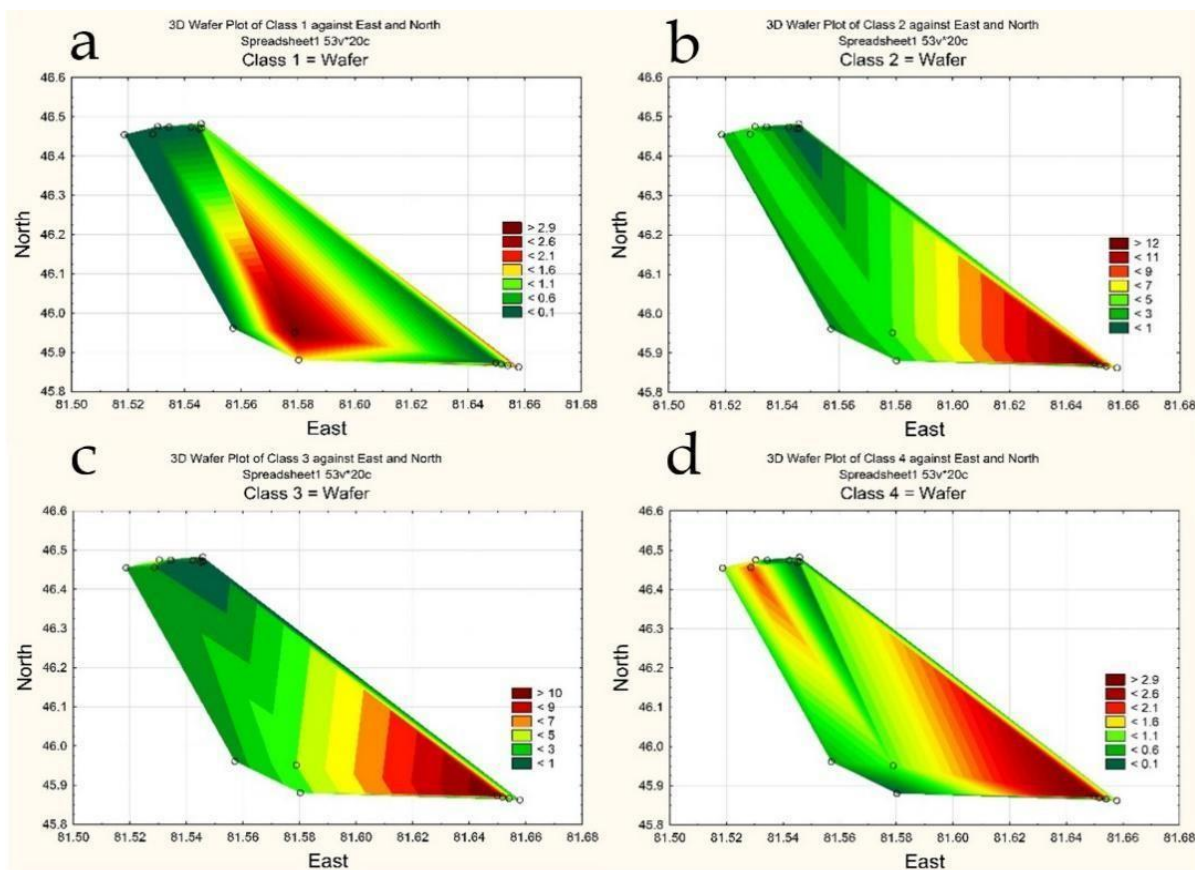 a
3D Wafer Plot of Class 1 against East and North
Spreadsheet1 53v*20c
Class 1 = Wafer
North
46.6
46.5
46.4
46.3
46.2
46.1
46.0
45.9
45.8
> 2.9
< 2.6
< 2.1
< 1.6
< 1.1
< 0.6
< 0.1
81.50 81.52 81.54 81.56 81.58 81.60 81.62 81.64 81.66 81.68
East
b
3D Wafer Plot of Class 2 against East and North
Spreadsheet1 53v*20c
Class 2 = Wafer
North
46.6
46.5
46.4
46.3
46.2
46.1
46.0
45.9
45.8
> 12
< 11
< 9
< 7
< 5
< 3
< 1
81.50 81.52 81.54 81.56 81.58 81.60 81.62 81.64 81.66 81.68
East
c
3D Wafer Plot of Class 3 against East and North
Spreadsheet1 53v*20c
Class 3 = Wafer
North
46.6
46.5
46.4
46.3
46.2
46.1
46.0
45.9
45.8
> 10
< 9
< 7
< 5
< 3
< 1
81.50 81.52 81.54 81.56 81.58 81.60 81.62 81.64 81.66 81.68
East
d
3D Wafer Plot of Class 4 against East and North
Spreadsheet1 53v*20c
Class 4 = Wafer
North
46.6
46.5
46.4
46.3
46.2
46.1
46.0
45.9
45.8
> 2.9
< 2.6
< 2.1
< 1.6
< 1.1
< 0.6
< 0.1
81.50 81.52 81.54 81.56 81.58 81.60 81.62 81.64 81.66 81.68
East